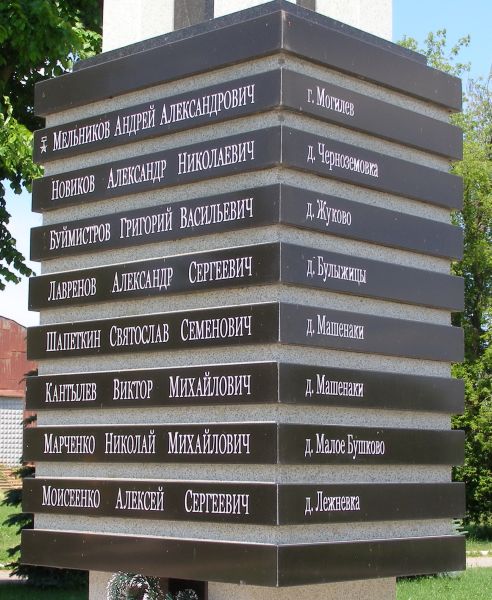 Мельников Андрей Александрович г. Могилев
Новиков Александр Николаевич д. Черноземовка
Буймистров Григорий Васильевич д. Жуково
Лавренов Александр Сергеевич д. Булыжицы
Шапеткин Святослав Семенович д. Машенаки
Кантылев Виктор Михайлович д. Машенаки
Марченко Николай Михайлович д. Малое Бушково
Моисеенко Алексей Сергеевич д. Лежневка